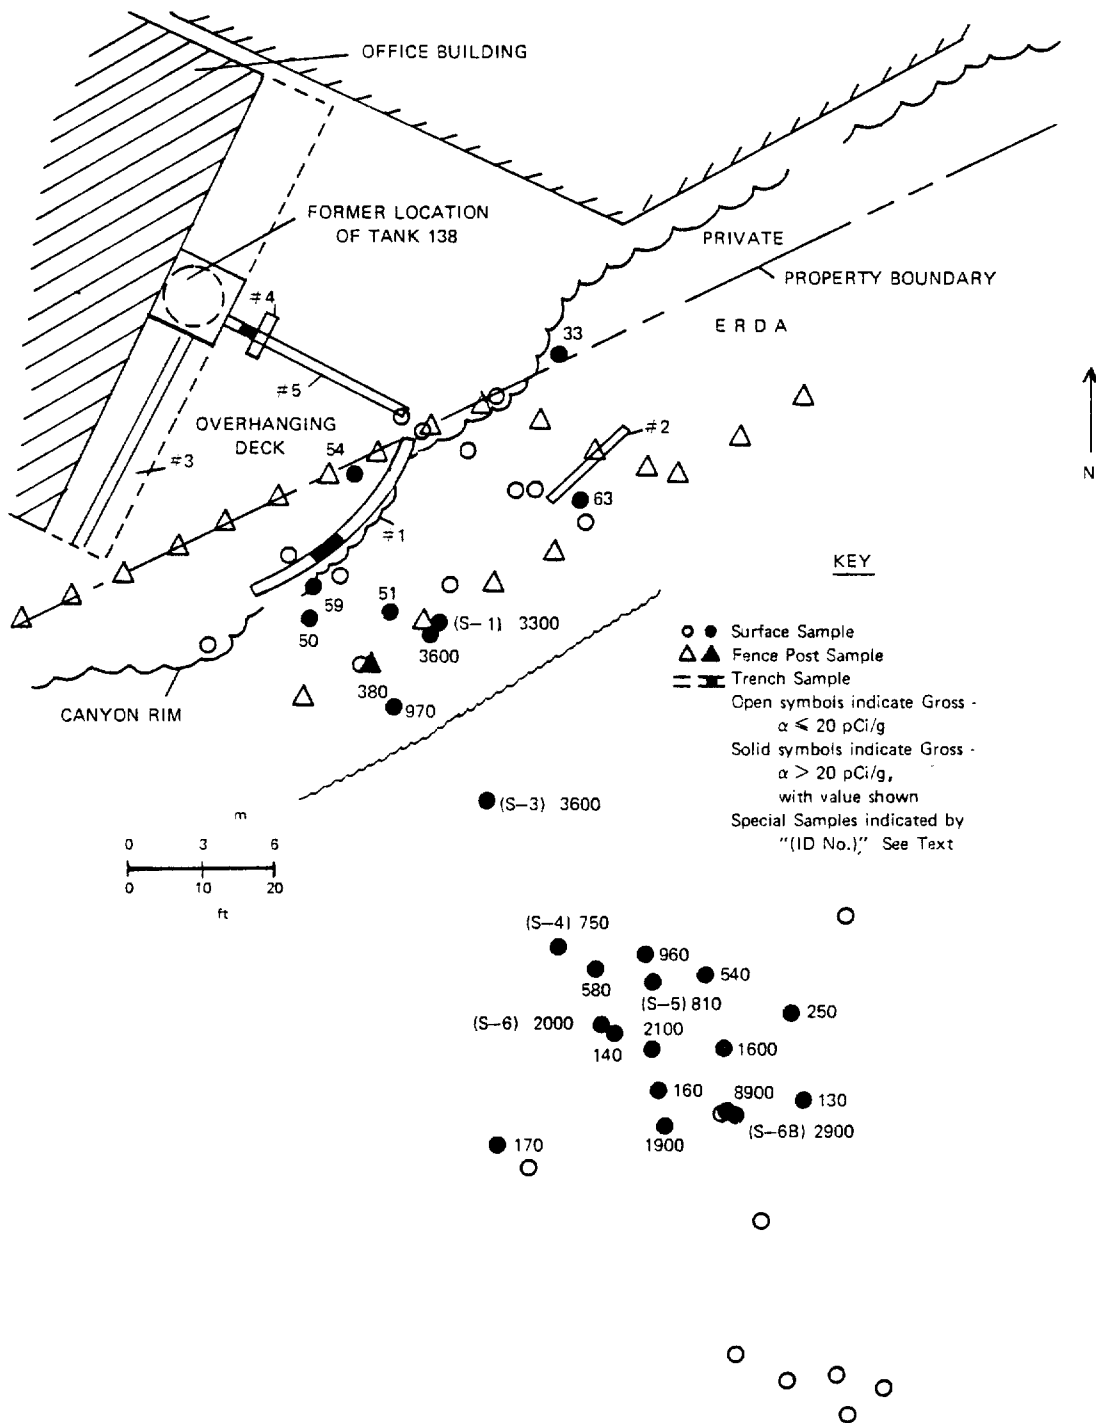 OFFICE BUILDING
FORMER LOCATION
OF TANK 138
PRIVATE
PROPERTY BOUNDARY
ERDA
#4
33
#5
N
OVERHANGING
DECK
#3
54
#2
63
#1
KEY
59
51
50
(S-1) 3300
3600
380
970
CANYON RIM
Surface Sample
Fence Post Sample
Trench Sample
Open symbols indicate Gross -
α ⩽ 20 pCi/g
Solid symbols indicate Gross -
α > 20 pCi/g,
with value shown
Special Samples indicated by
"(ID No.)" See Text
(S-3) 3600
m
0 3 6
0 10 20
ft
(S-4) 750
960
540
580
(S-5) 810
250
(S-6) 2000
2100
140
1600
160
8900
130
(S-6B) 2900
1900
170